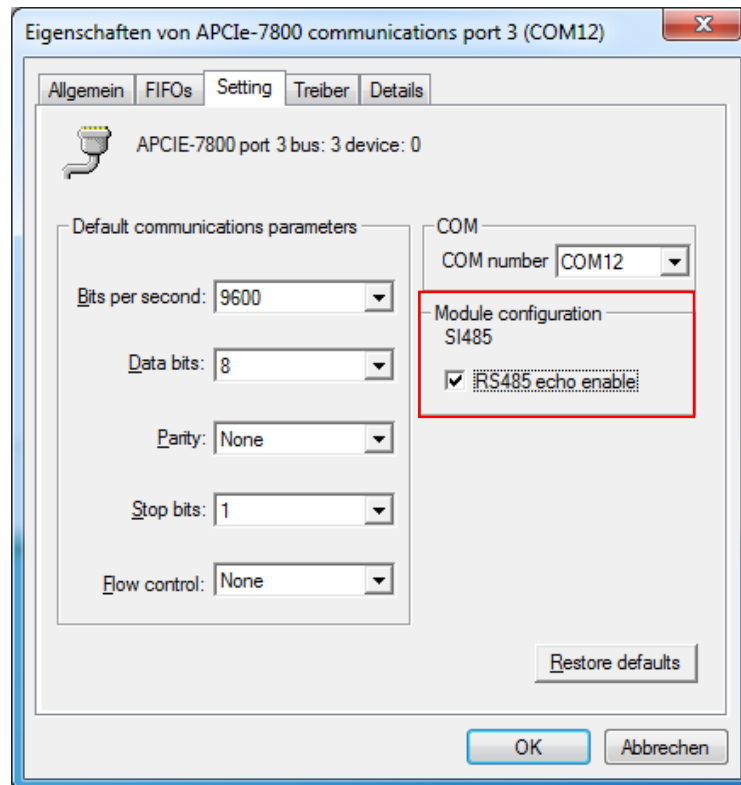 Eigenschaften von APCIe-7800 communications port 3 (COM12)
Allgemein FIFOs Setting Treiber Details
APCIE-7800 port 3 bus: 3 device: 0
Default communications parameters
Bits per second: 9600
Data bits: 8
Parity: None
Stop bits: 1
Flow control: None
COM
COM number COM12
Module configuration
SI485
RS485 echo enable
Restore defaults
OK Abbrechen